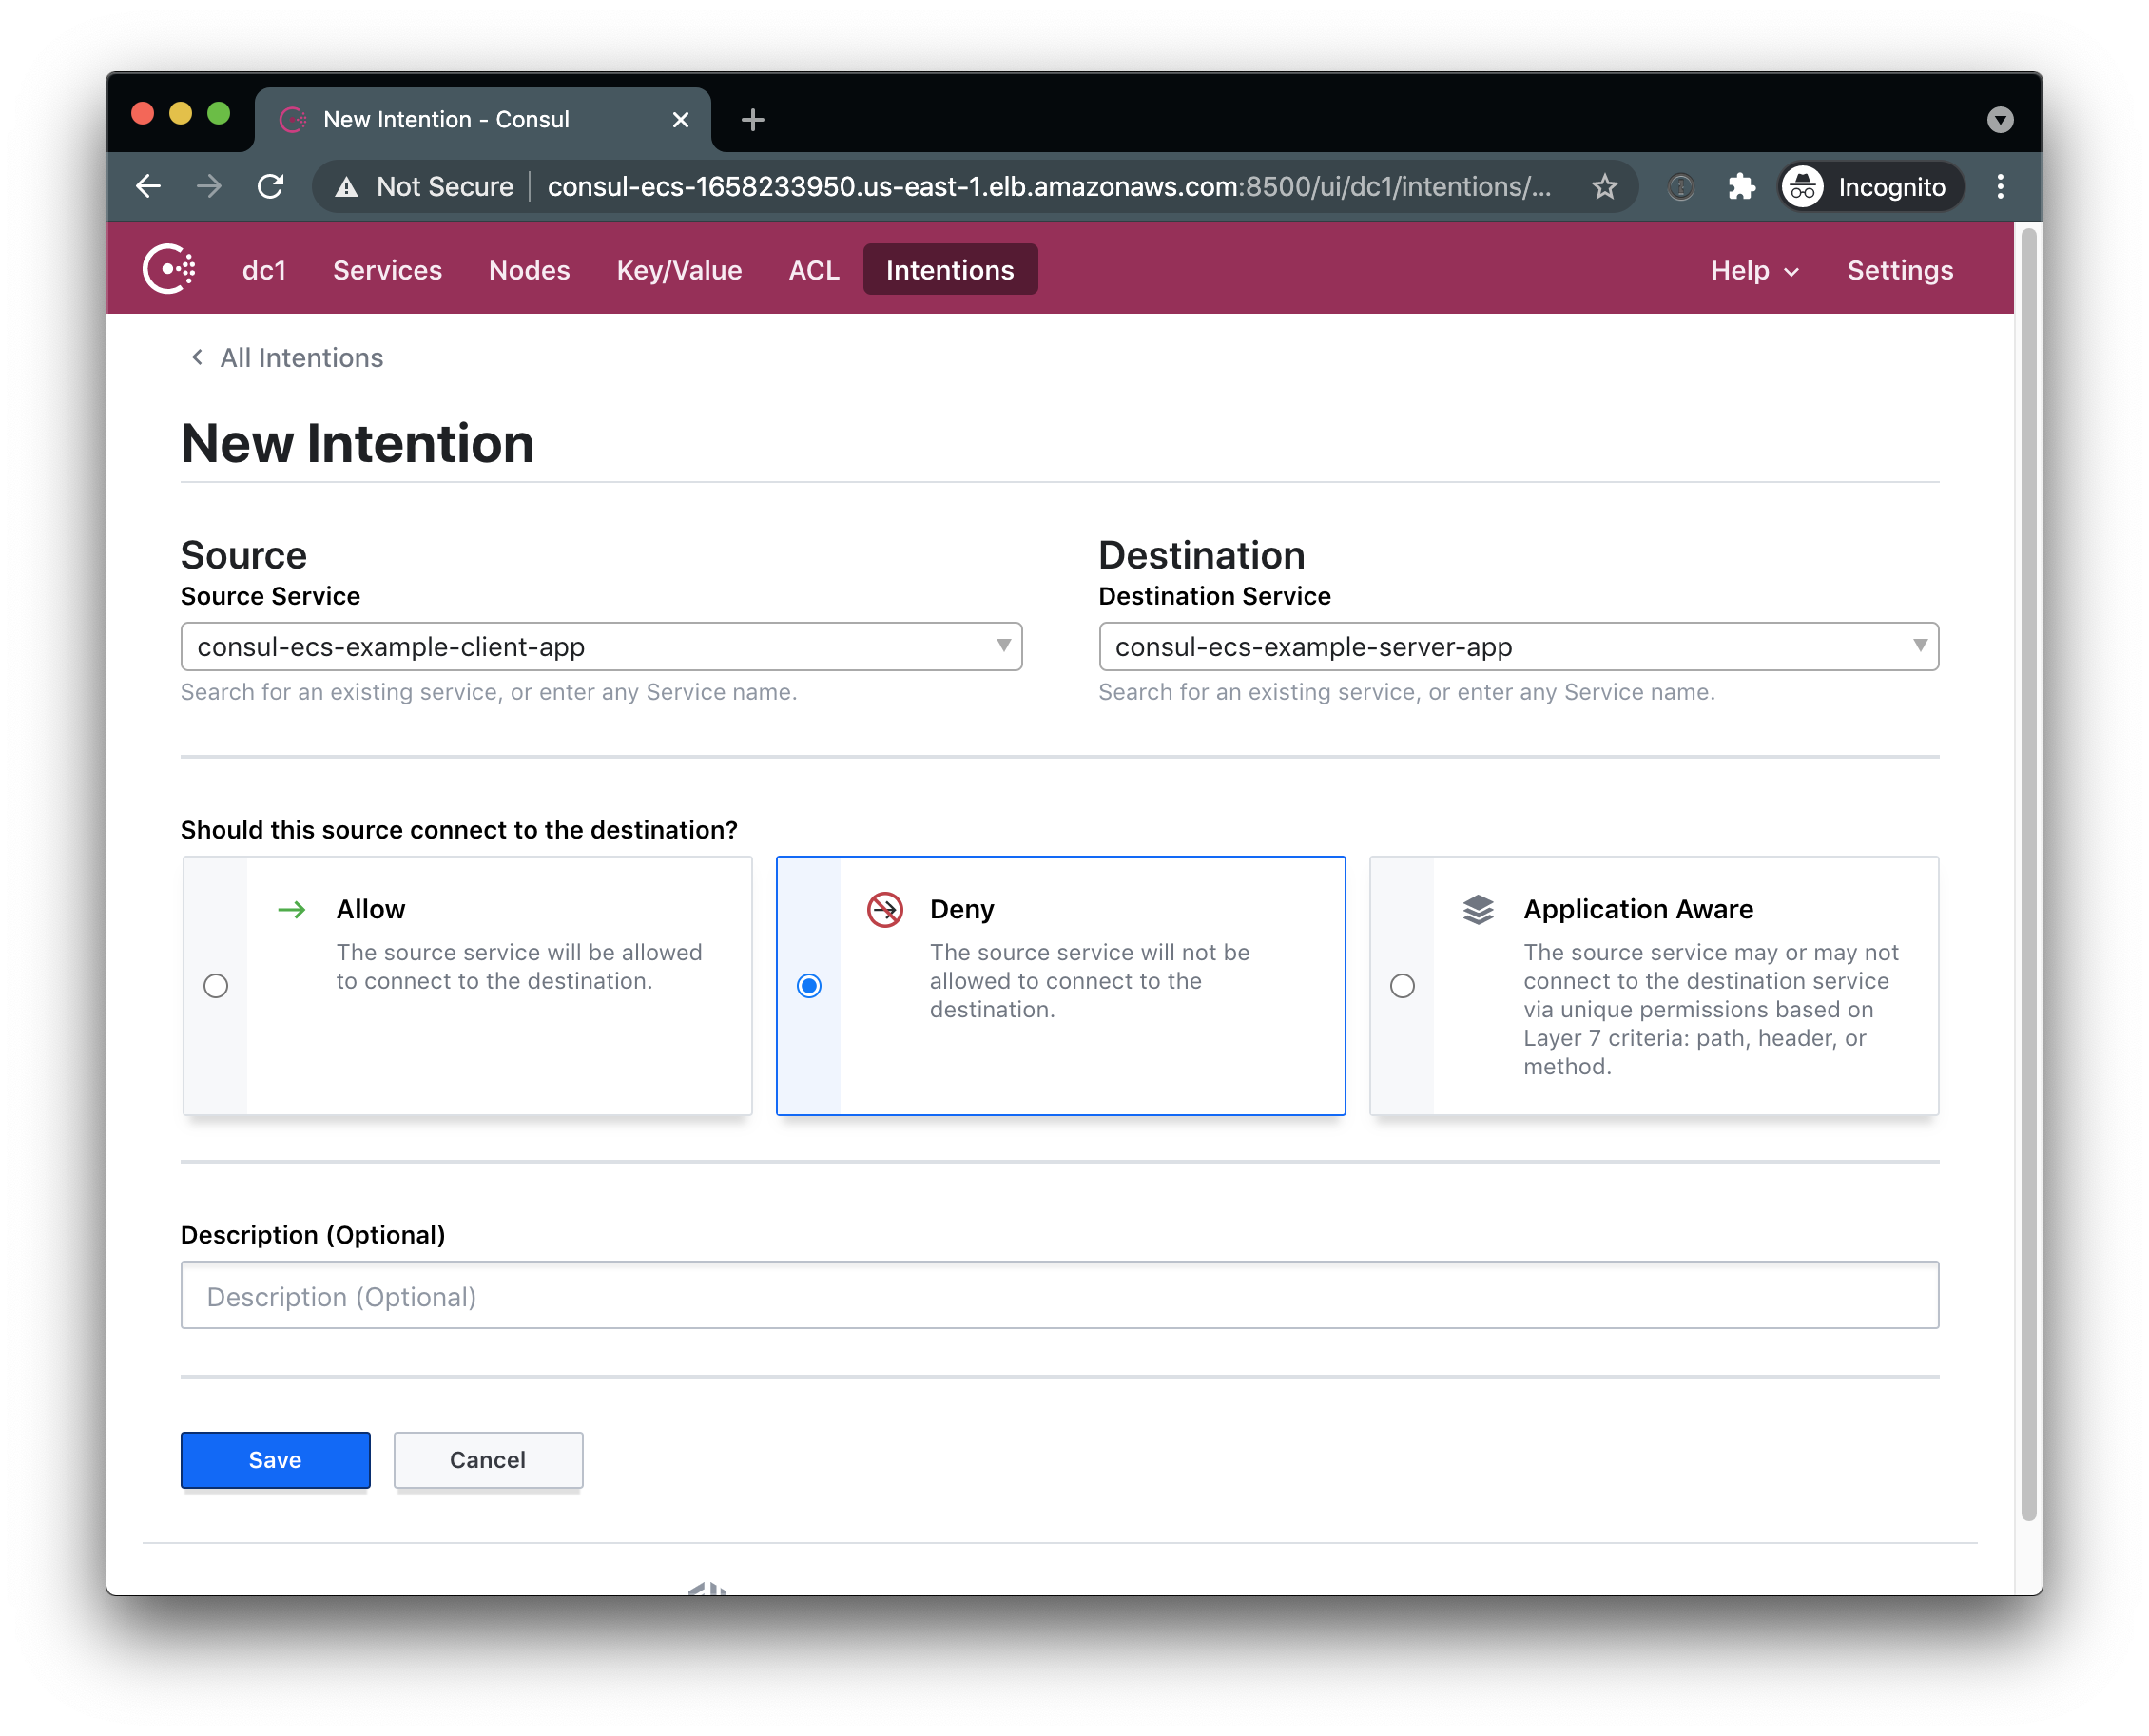 New Intention - Consul
Not Secure
consul-ecs-1658233950.us-east-1.elb.amazonaws.com:8500/ui/dc1/intentions/...
Incognito
dc1
Services
Nodes
Key/Value
ACL
Intentions
Help
Settings
All Intentions
New Intention
Source
Source Service
consul-ecs-example-client-app
Search for an existing service, or enter any Service name.
Destination
Destination Service
consul-ecs-example-server-app
Search for an existing service, or enter any Service name.
Should this source connect to the destination?
Allow
The source service will be allowed
to connect to the destination.
Deny
The source service will not be
allowed to connect to the
destination.
Application Aware
The source service may or may not
connect to the destination service
via unique permissions based on
Layer 7 criteria: path, header, or
method.
Description (Optional)
Description (Optional)
Save
Cancel